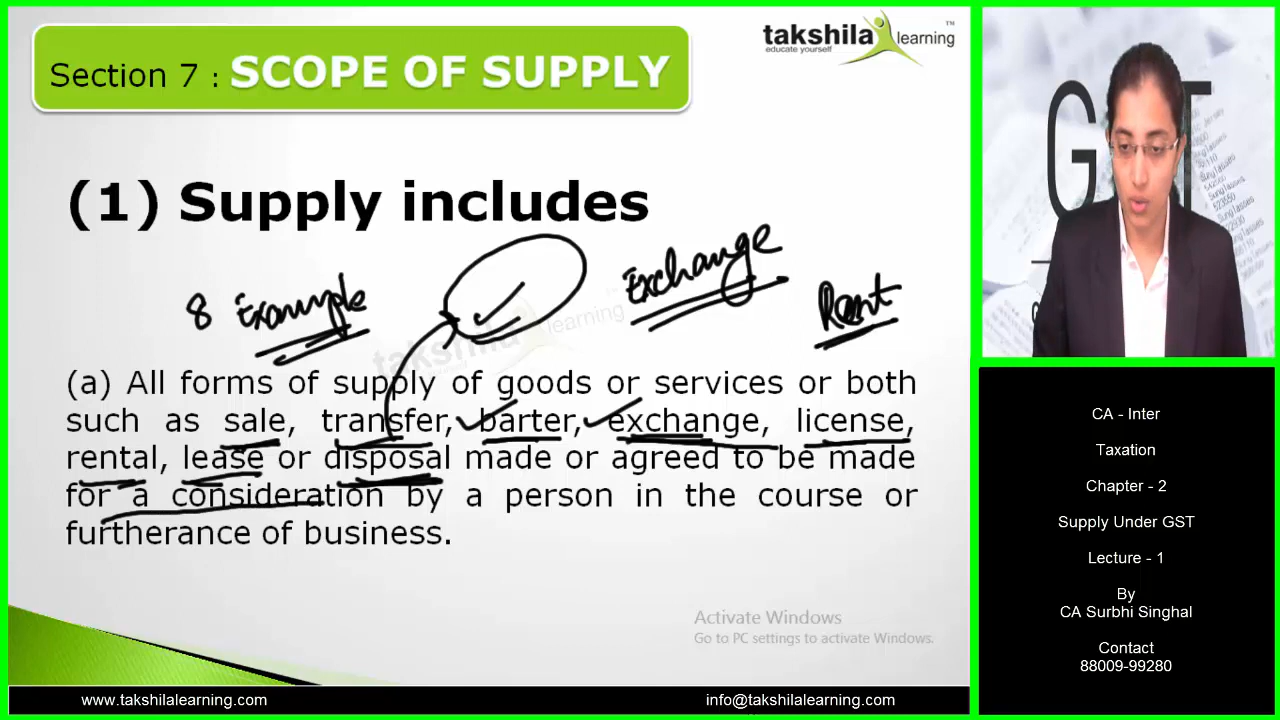 takshila learning™
educate yourself
Section 7 : SCOPE OF SUPPLY
(1) Supply includes
8 Example
Exchange
Rent
learning
(a) All forms of supply of goods or services or both
such as sale, transfer, barter, exchange, license,
rental, lease or disposal made or agreed to be made
for a consideration by a person in the course or
furtherance of business.
Activate Windows
Go to PC settings to activate Windows.
www.takshilalearning.com
info@takshilalearning.com
GST
CA - Inter
Taxation
Chapter - 2
Supply Under GST
Lecture - 1
By
CA Surbhi Singhal
Contact
88009-99280